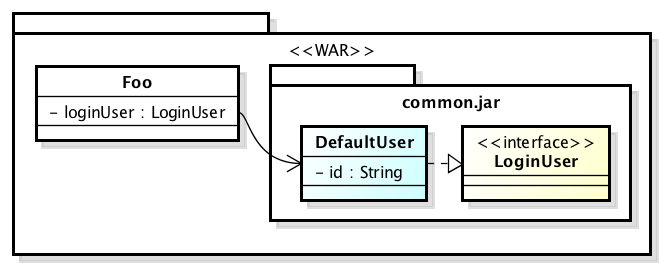 <<WAR>>
Foo
- loginUser : LoginUser
common.jar
DefaultUser
- id : String
<<interface>>
LoginUser